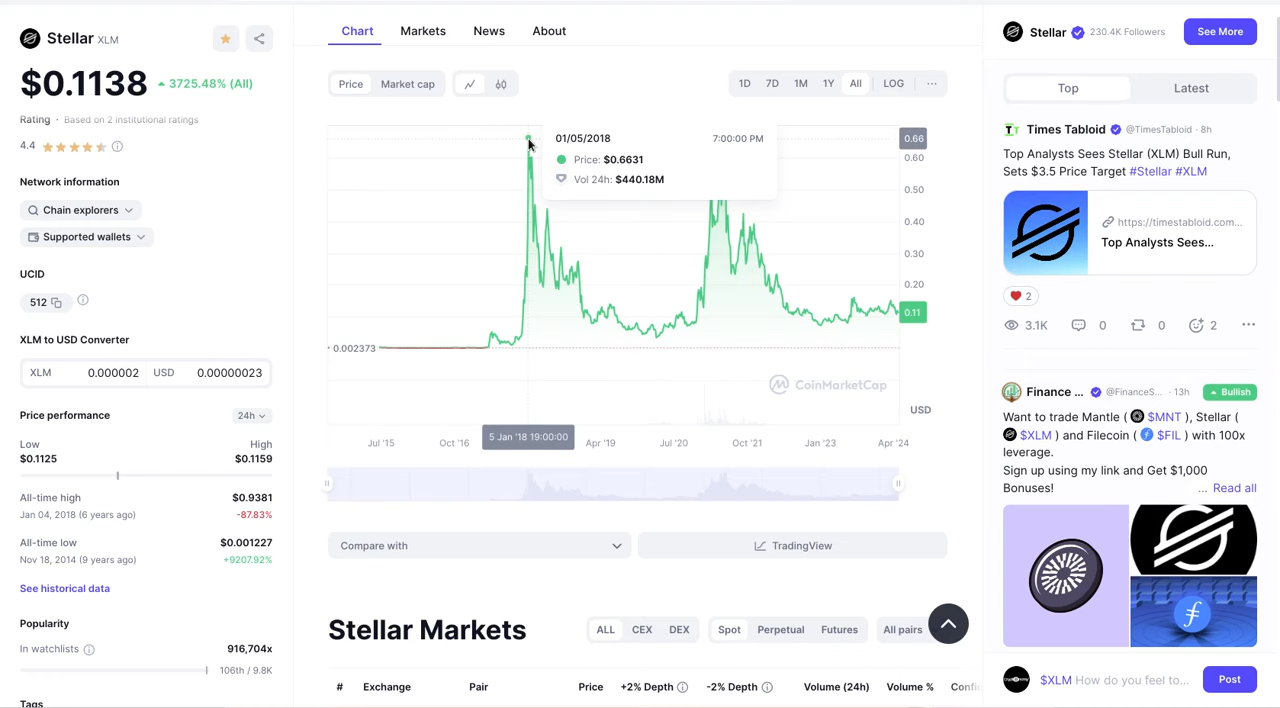 Stellar XLM
$0.1138 3725.48% (All)
Rating · Based on 2 institutional ratings
4.4
Network information
Chain explorers
Supported wallets
UCID
512
XLM to USD Converter
XLM 0.000002 USD 0.00000023
Price performance 24h
Low High
$0.1125 $0.1159
All-time high $0.9381
Jan 04, 2018 (6 years ago) -87.83%
All-time low $0.001227
Nov 18, 2014 (9 years ago) +9207.92%
See historical data
Popularity
In watchlists 916,704x
106th / 9.8K
Tags
Chart Markets News About
Price Market cap 1D 7D 1M 1Y All LOG ...
01/05/2018 7:00:00 PM
Price: $0.6631
Vol 24h: $440.18M
0.66
0.60
0.50
0.40
0.30
0.20
0.11
0.002373
CoinMarketCap
USD
Jul '15 Oct '16 5 Jan '18 19:00:00 Apr '19 Jul '20 Oct '21 Jan '23 Apr '24
Compare with TradingView
Stellar Markets ALL CEX DEX Spot Perpetual Futures All pairs
# Exchange Pair Price +2% Depth -2% Depth Volume (24h) Volume % Confid
Stellar 230.4K Followers See More
Top Latest
Times Tabloid @TimesTabloid · 8h
Top Analysts Sees Stellar (XLM) Bull Run,
Sets $3.5 Price Target #Stellar #XLM
https://timestabloid.com...
Top Analysts Sees...
2
3.1K 0 0 2 ...
Finance ... @FinanceS... · 13h Bullish
Want to trade Mantle ( $MNT ), Stellar (
$XLM ) and Filecoin ( $FIL ) with 100x
leverage.
Sign up using my link and Get $1,000
Bonuses! ... Read all
$XLM How do you feel to... Post